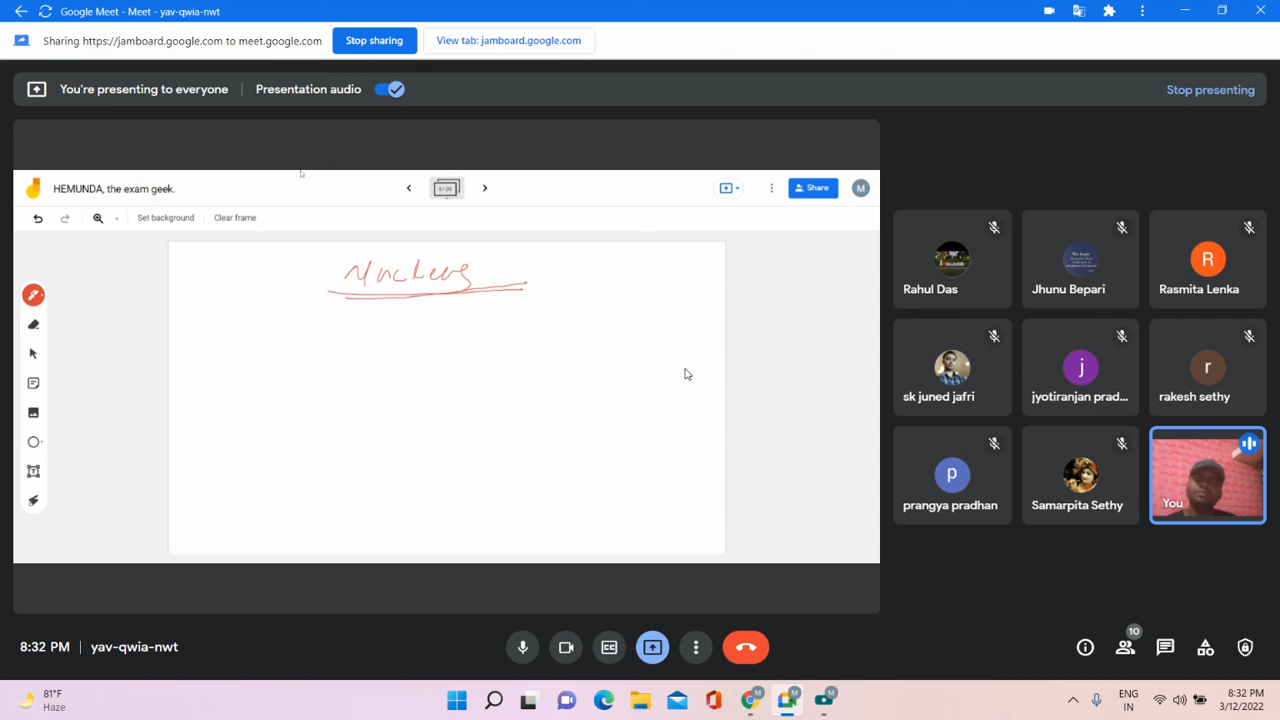 Google Meet - Meet - yav-qwia-nwt
Sharing https://jamboard.google.com to meet.google.com
Stop sharing
View tab: jamboard.google.com
You're presenting to everyone
Presentation audio
Stop presenting
HEMUNDA, the exam geek.
6 / 20
Share
M
Set background
Clear frame
Nucleus
Rahul Das
Jhunu Bepari
R
Rasmita Lenka
sk juned jafri
j
jyotiranjan prad...
r
rakesh sethy
p
prangya pradhan
Samarpita Sethy
You
8:32 PM
yav-qwia-nwt
CC
10
81°F
Haze
ENG
IN
8:32 PM
3/12/2022